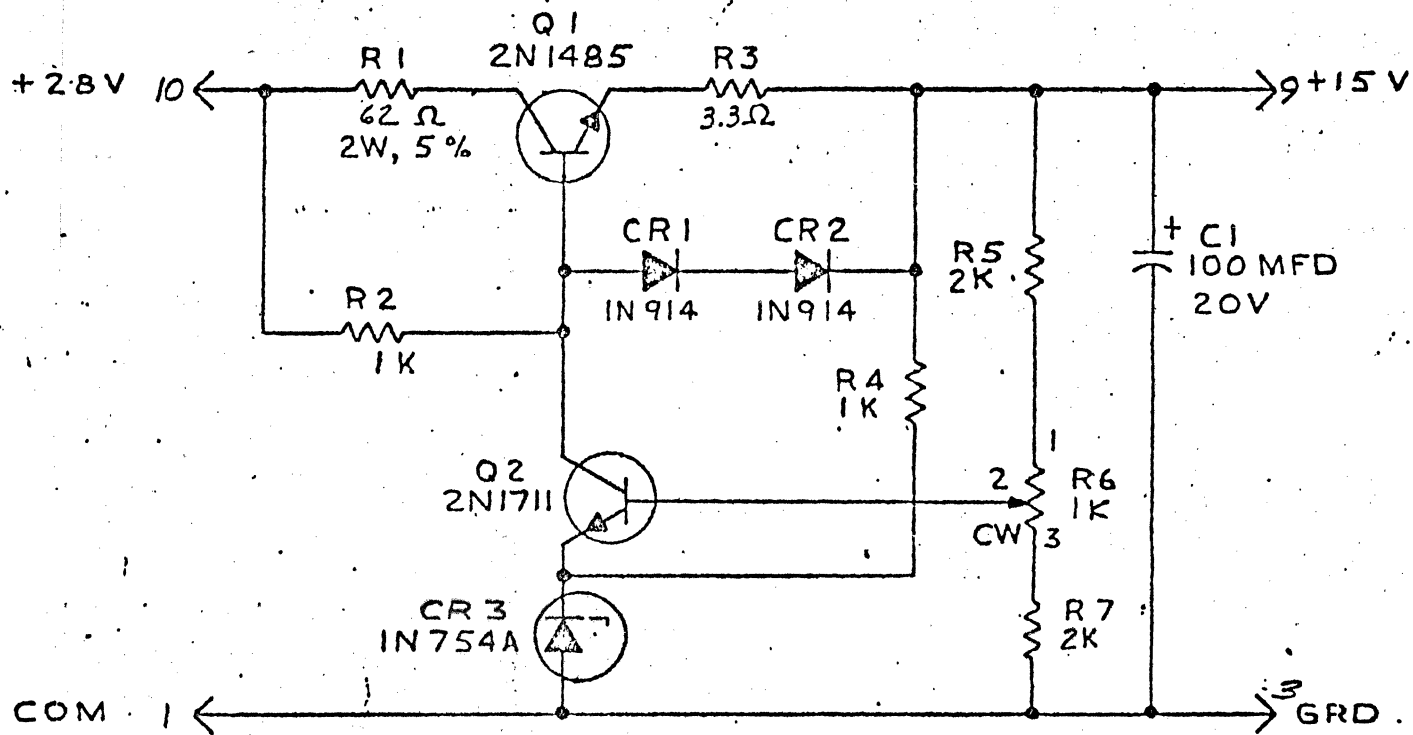 Q1
2N1485
R1
62 Ω
2W, 5%
R3
3.3Ω
+2.8V 10
9 +15 V
CR1
1N914
CR2
1N914
R2
1K
R5
2K
+ C1
100 MFD
20V
R4
1K
Q2
2N1711
1
2
R6
1K
CW 3
CR3
1N754A
R7
2K
COM. 1
3 GRD.